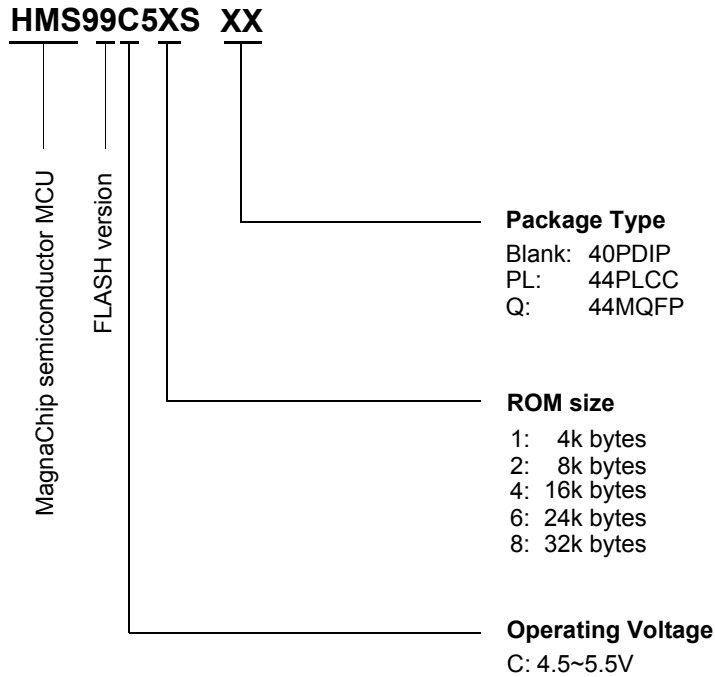 HMS99C5XS XX
MagnaChip semiconductor MCU
FLASH version
Package Type
Blank: 40PDIP
PL: 44PLCC
Q: 44MQFP
ROM size
1: 4k bytes
2: 8k bytes
4: 16k bytes
6: 24k bytes
8: 32k bytes
Operating Voltage
C: 4.5~5.5V